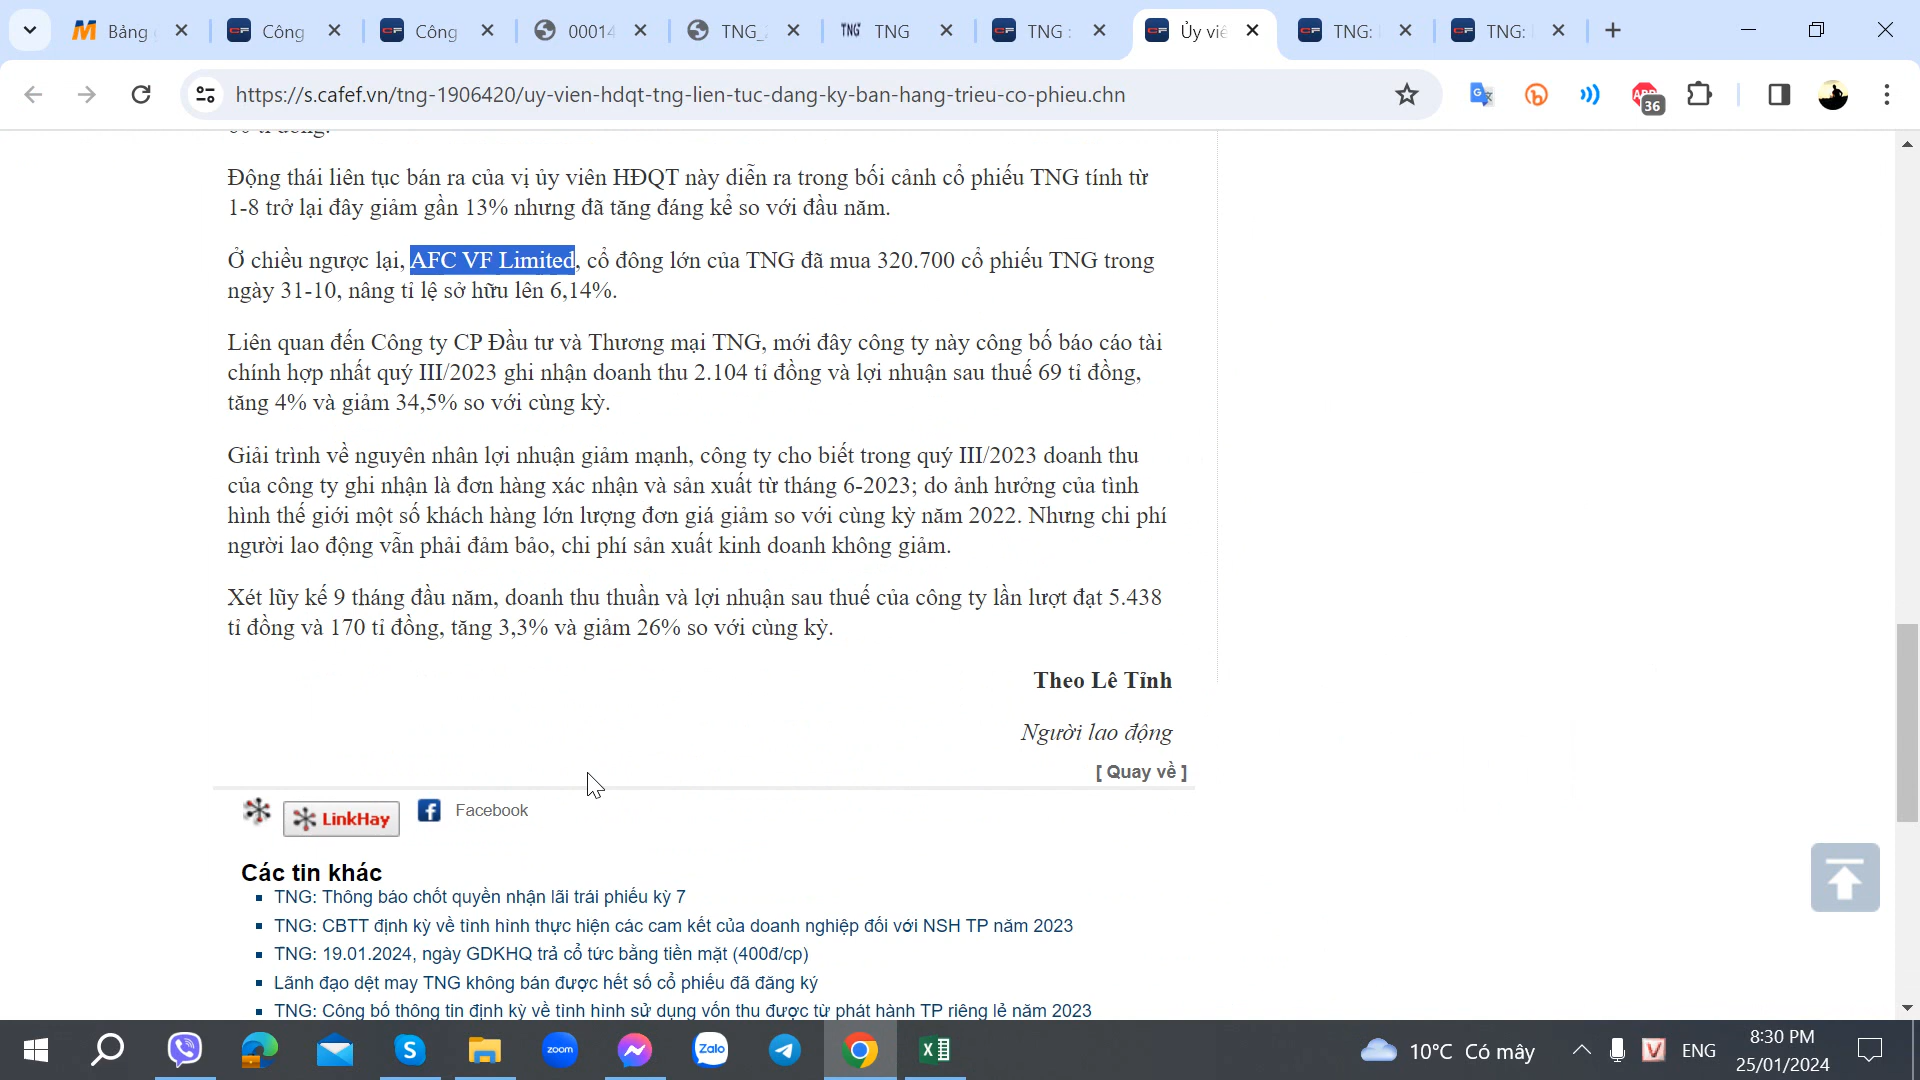 Bảng
Công
Công
00014
TNG_
TNG TNG
TNG :
Ủy viê
TNG:
TNG:
https://s.cafef.vn/tng-1906420/uy-vien-hdqt-tng-lien-tuc-dang-ky-ban-hang-trieu-co-phieu.chn
36
Động thái liên tục bán ra của vị ủy viên HĐQT này diễn ra trong bối cảnh cổ phiếu TNG tính từ
1-8 trở lại đây giảm gần 13% nhưng đã tăng đáng kể so với đầu năm.
Ở chiều ngược lại, AFC VF Limited, cổ đông lớn của TNG đã mua 320.700 cổ phiếu TNG trong
ngày 31-10, nâng tỉ lệ sở hữu lên 6,14%.
Liên quan đến Công ty CP Đầu tư và Thương mại TNG, mới đây công ty này công bố báo cáo tài
chính hợp nhất quý III/2023 ghi nhận doanh thu 2.104 tỉ đồng và lợi nhuận sau thuế 69 tỉ đồng,
tăng 4% và giảm 34,5% so với cùng kỳ.
Giải trình về nguyên nhân lợi nhuận giảm mạnh, công ty cho biết trong quý III/2023 doanh thu
của công ty ghi nhận là đơn hàng xác nhận và sản xuất từ tháng 6-2023; do ảnh hưởng của tình
hình thế giới một số khách hàng lớn lượng đơn giá giảm so với cùng kỳ năm 2022. Nhưng chi phí
người lao động vẫn phải đảm bảo, chi phí sản xuất kinh doanh không giảm.
Xét lũy kế 9 tháng đầu năm, doanh thu thuần và lợi nhuận sau thuế của công ty lần lượt đạt 5.438
tỉ đồng và 170 tỉ đồng, tăng 3,3% và giảm 26% so với cùng kỳ.
Theo Lê Tỉnh
Người lao động
[ Quay về ]
LinkHay
Facebook
Các tin khác
TNG: Thông báo chốt quyền nhận lãi trái phiếu kỳ 7
TNG: CBTT định kỳ về tình hình thực hiện các cam kết của doanh nghiệp đối với NSH TP năm 2023
TNG: 19.01.2024, ngày GDKHQ trả cổ tức bằng tiền mặt (400đ/cp)
Lãnh đạo dệt may TNG không bán được hết số cổ phiếu đã đăng ký
TNG: Công bố thông tin định kỳ về tình hình sử dụng vốn thu được từ phát hành TP riêng lẻ năm 2023
zoom
Zalo
10°C Có mây
ENG
8:30 PM
25/01/2024